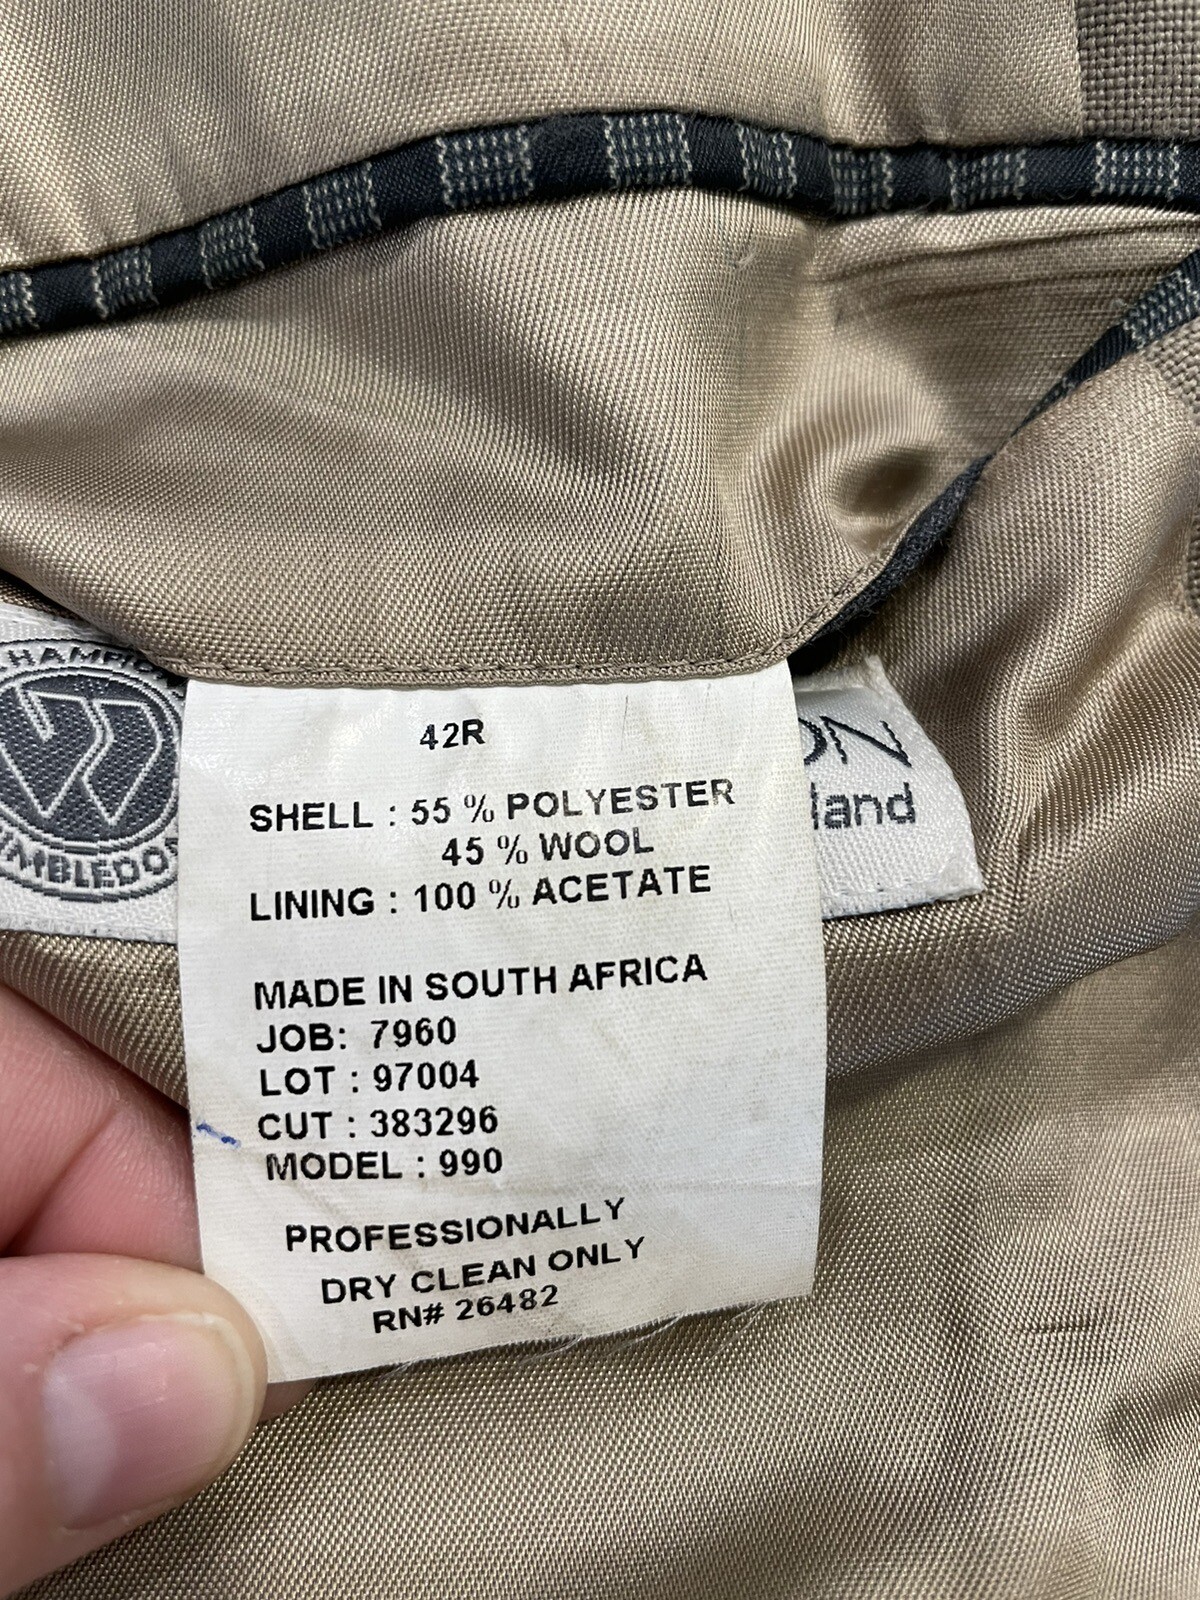 42R
SHELL : 55 % POLYESTER
45 % WOOL
LINING : 100 % ACETATE
MADE IN SOUTH AFRICA
JOB: 7960
LOT : 97004
CUT : 383296
MODEL : 990
PROFESSIONALLY
DRY CLEAN ONLY
RN# 26482